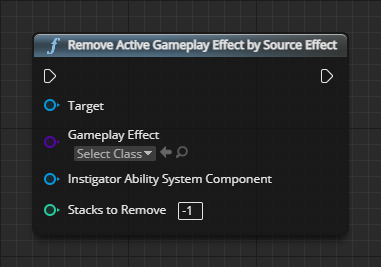 Remove Active Gameplay Effect by Source Effect
Target
Gameplay Effect
Select Class
Instigator Ability System Component
Stacks to Remove -1